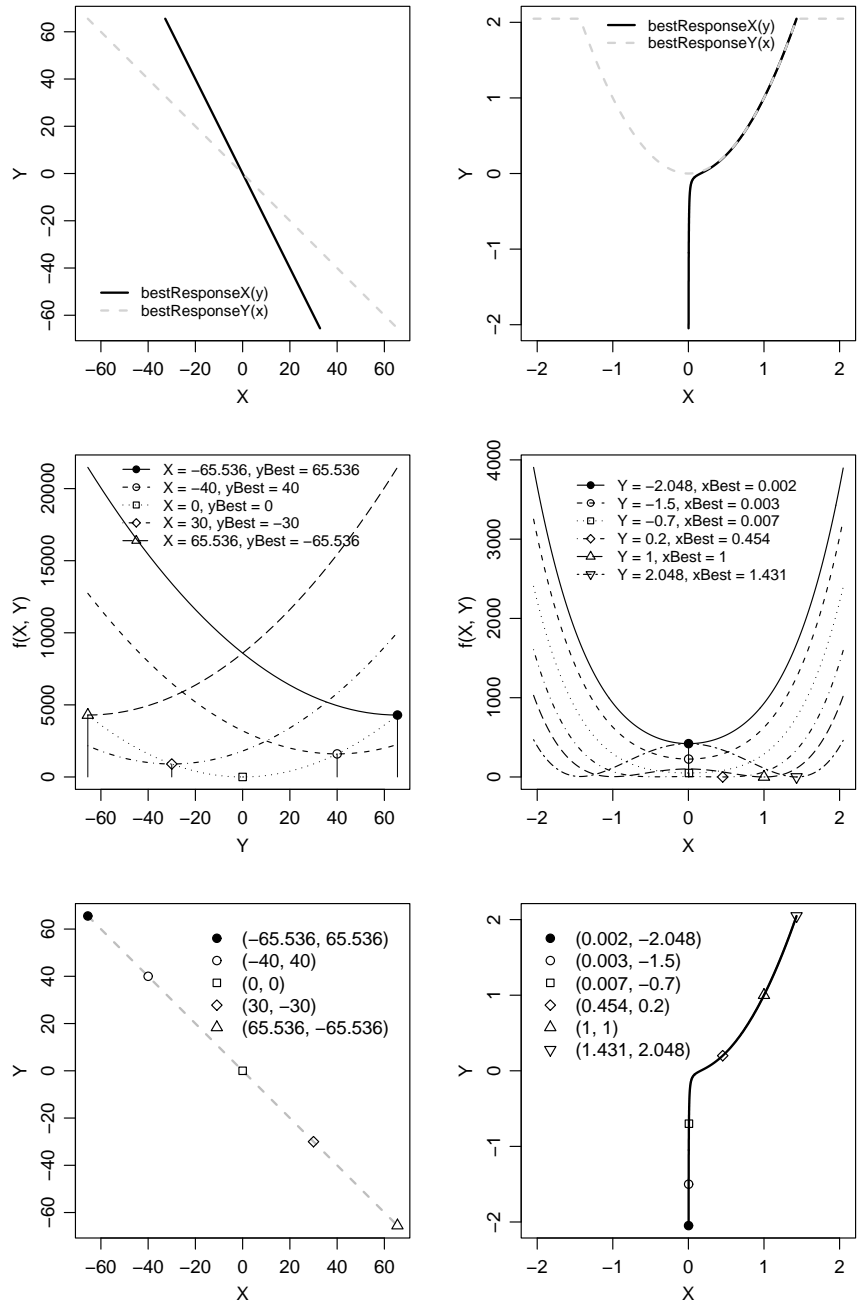 60
40
20
0
−20
−40
−60
Y
bestResponseX(y)
bestResponseY(x)
−60 −40 −20 0 20 40 60
X
2
1
0
−1
−2
Y
bestResponseX(y)
bestResponseY(x)
−2 −1 0 1 2
X
20000
15000
10000
5000
0
f(X, Y)
X = −65.536, yBest = 65.536
X = −40, yBest = 40
X = 0, yBest = 0
X = 30, yBest = −30
X = 65.536, yBest = −65.536
−60 −40 −20 0 20 40 60
Y
4000
3000
2000
1000
0
f(X, Y)
Y = −2.048, xBest = 0.002
Y = −1.5, xBest = 0.003
Y = −0.7, xBest = 0.007
Y = 0.2, xBest = 0.454
Y = 1, xBest = 1
Y = 2.048, xBest = 1.431
−2 −1 0 1 2
X
60
40
20
0
−20
−40
−60
Y
(−65.536, 65.536)
(−40, 40)
(0, 0)
(30, −30)
(65.536, −65.536)
−60 −40 −20 0 20 40 60
X
2
1
0
−1
−2
Y
(0.002, −2.048)
(0.003, −1.5)
(0.007, −0.7)
(0.454, 0.2)
(1, 1)
(1.431, 2.048)
−2 −1 0 1 2
X